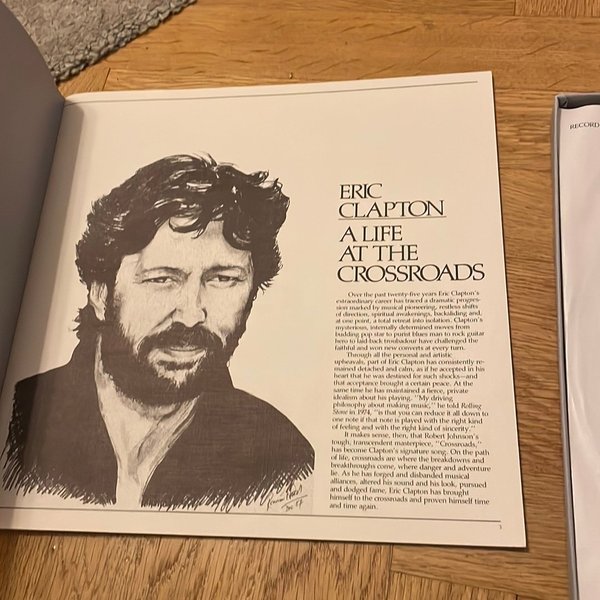 RECORD
ERIC
CLAPTON
A LIFE
AT THE
CROSSROADS
Over the past twenty-five years Eric Clapton's
extraordinary career has traced a dramatic progres-
sion marked by musical pioneering, restless shifts
of direction, spiritual awakenings, backsliding and,
at one point, a total retreat into isolation. Clapton's
mysterious, internally determined moves from
budding pop star to purist blues man to rock guitar
hero to laid-back troubadour have challenged the
faithful and won new converts at every turn.
Through all the personal and artistic
upheavals, part of Eric Clapton has consistently re-
mained detached and calm, as if he accepted in his
heart that he was destined for such shocks—and
that acceptance brought a certain peace. At the
same time he has maintained a fierce, private
idealism about his playing. "My driving
philosophy about making music," he told Rolling
Stone in 1974, "is that you can reduce it all down to
one note if that note is played with the right kind
of feeling and with the right kind of sincerity."
It makes sense, then, that Robert Johnson's
tough, transcendent masterpiece, "Crossroads,"
has become Clapton's signature song. On the path
of life, crossroads are where the breakdowns and
breakthroughs come, where danger and adventure
lie. As he has forged and disbanded musical
alliances, altered his sound and his look, pursued
and dodged fame, Eric Clapton has brought
himself to the crossroads and proven himself time
and time again.
3